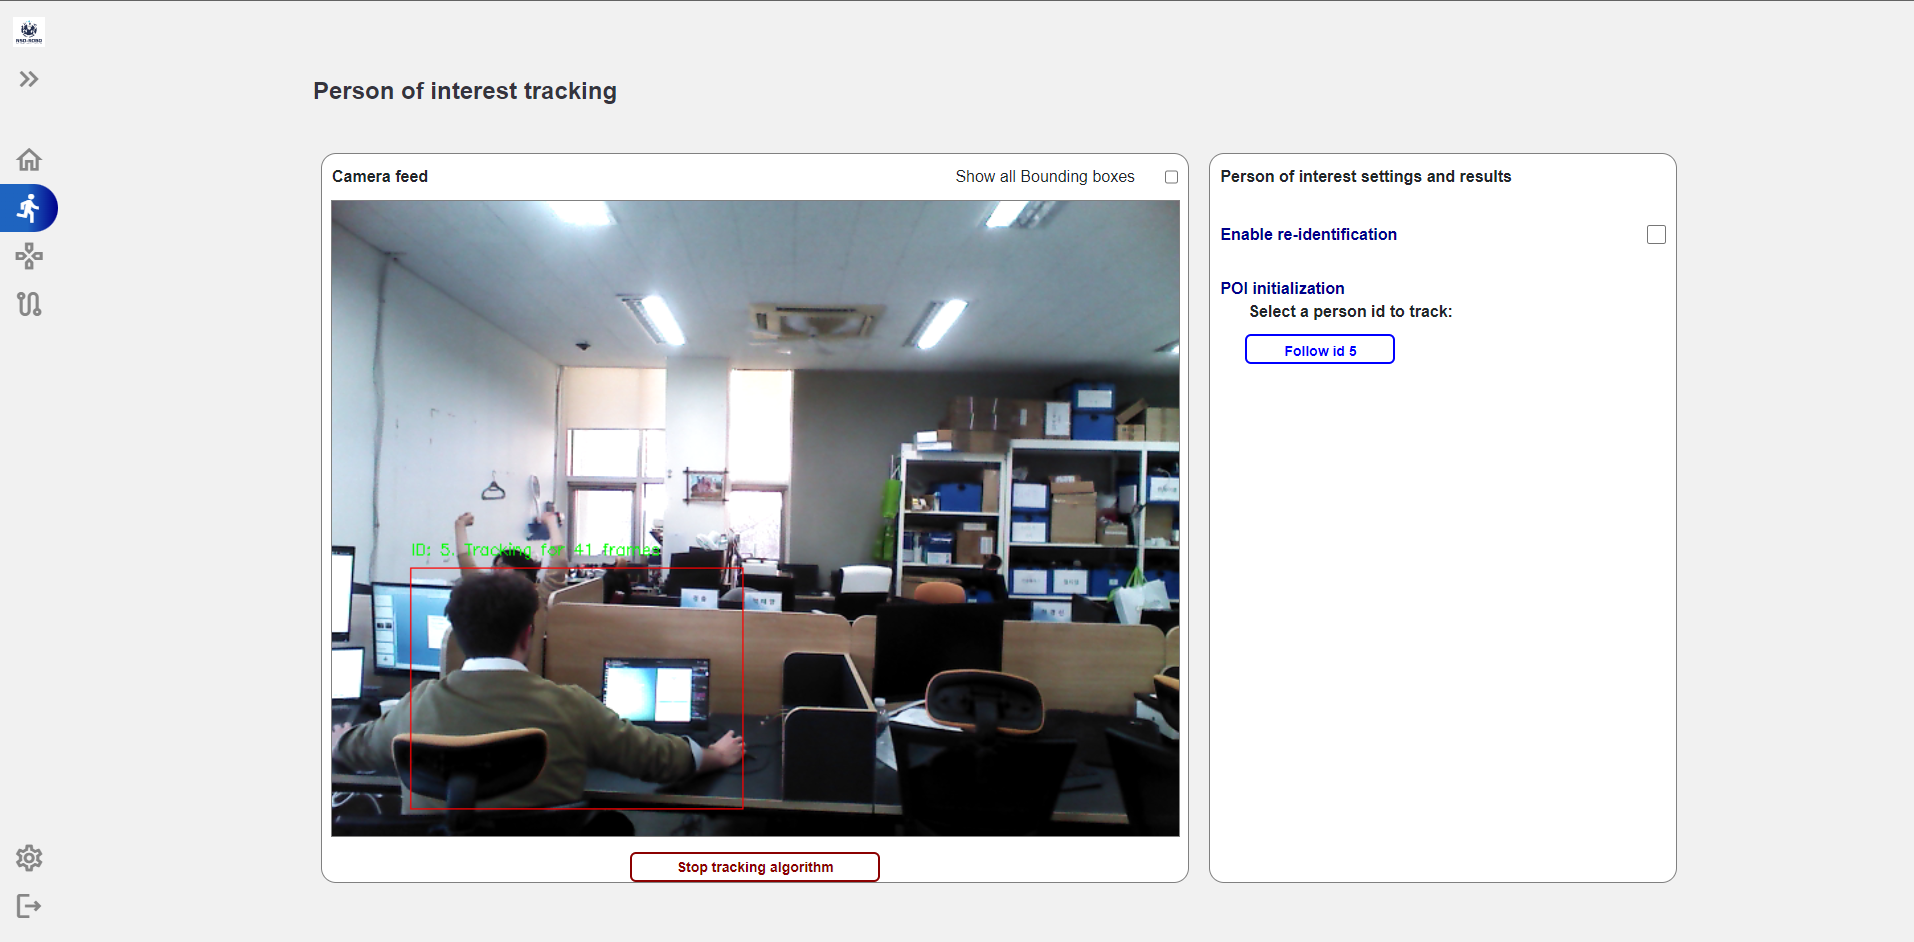 Person of interest tracking
Camera feed
Show all Bounding boxes
ID: 5. Tracking for 41 frames
Stop tracking algorithm
Person of interest settings and results
Enable re-identification
POI initialization
Select a person id to track:
Follow id 5